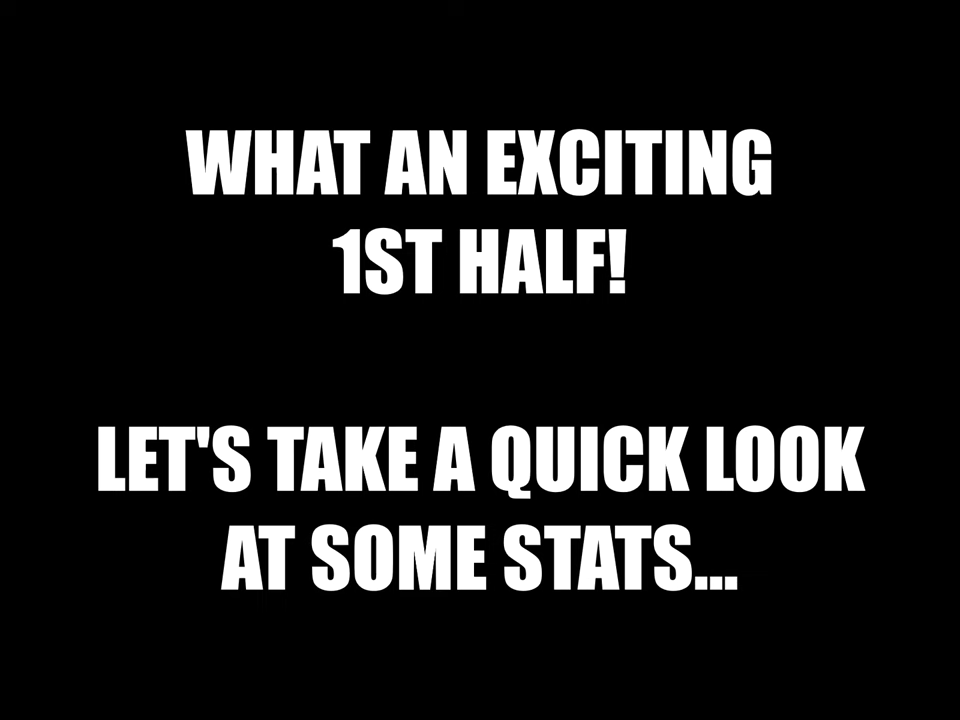 WHAT AN EXCITING
1ST HALF!
LET'S TAKE A QUICK LOOK
AT SOME STATS...